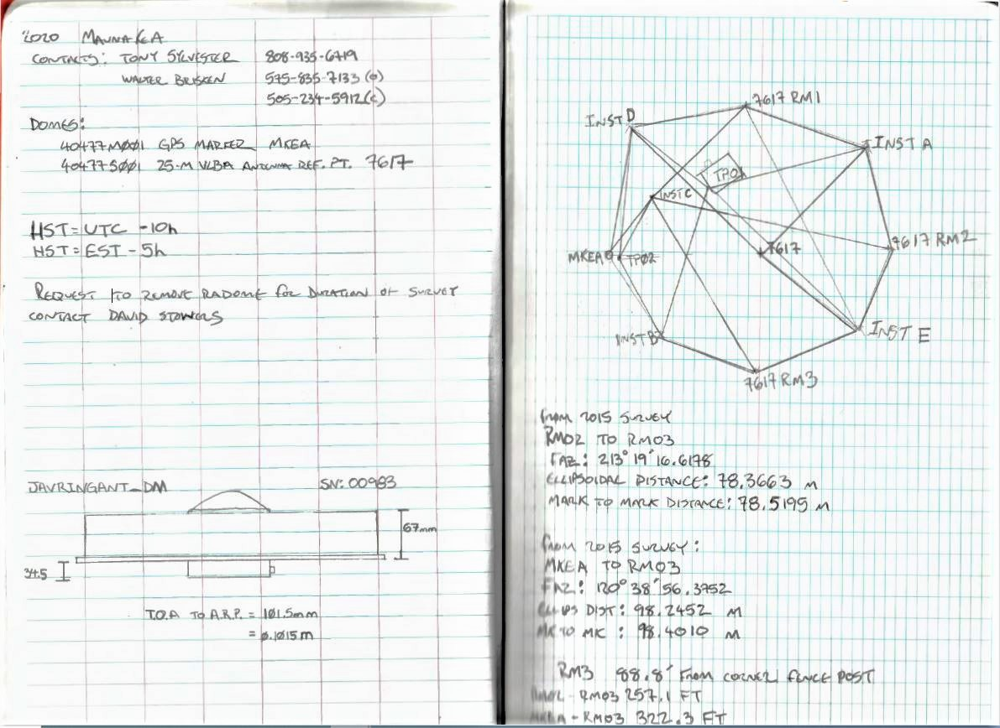 2020 MAUNA KEA
CONTACTS: TONY SYLVESTER 808-935-6719
WALTER BRISKEN 575-835-7133 (O)
505-234-5912 (C)
DOMES:
40477M001 GPS MARKER MKEA
40477S001 25-M VLBA ANTENNA REF. PT. 7617
HST = UTC -10h
HST = EST - 5h
REQUEST TO REMOVE RADOME FOR DURATION OF SURVEY
CONTACT DAVID STOWERS
JAVRINGANT_DM SN: 00983
67mm
34.5
T.O.A TO A.R.P. = 101.5mm
= 0.1015 m
7617 RM1
INST D
INST A
TP01
INST C
7617 RM2
MKEA
TP02
7617
INST B
INST E
7617 RM3
FROM 2015 SURVEY
RM02 TO RM03
FAZ: 213° 19' 16.6178
ELLIPSOIDAL DISTANCE: 78.3663 m
MARK TO MARK DISTANCE: 78.5195 m
FROM 2015 SURVEY:
MKEA TO RM03
FAZ: 120° 38' 56.3752
ELLIPS DIST: 98.2452 m
MK TO MK: 98.4010 m
RM3 88.8' FROM CORNER FENCE POST
RM02 - RM03 257.1 FT
MKEA - RM03 322.3 FT